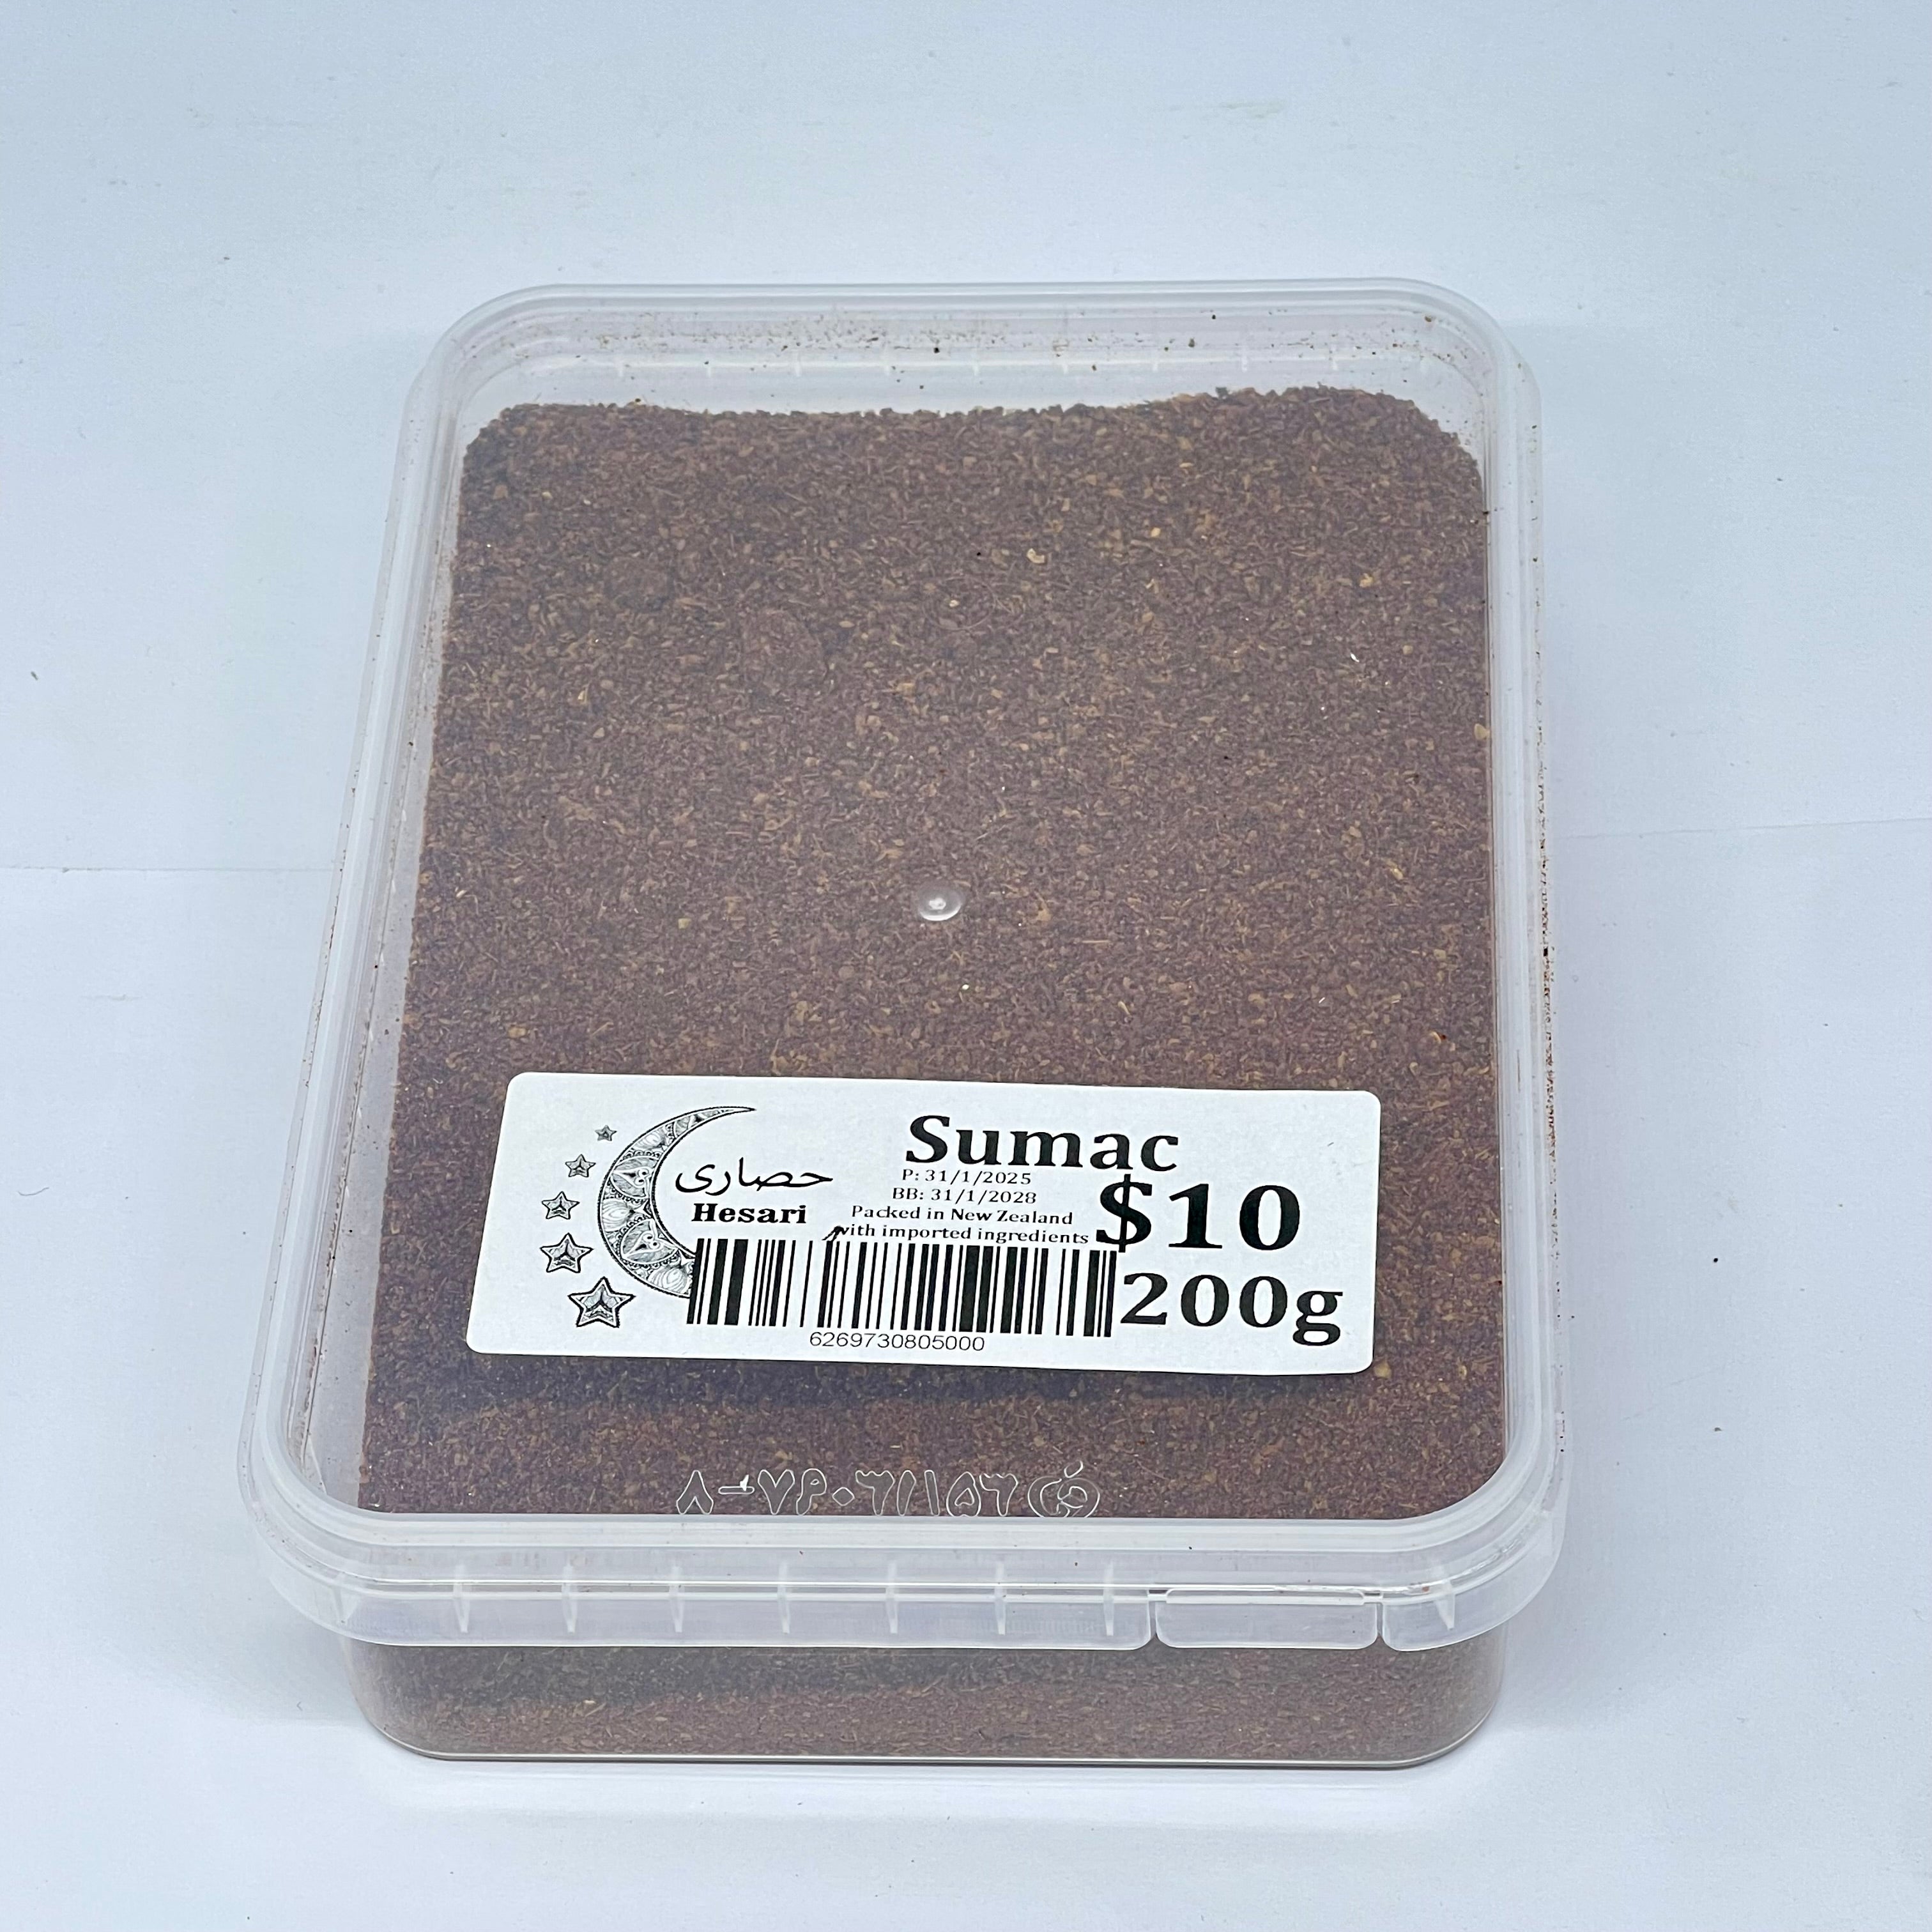 Sumac
P: 31/1/2025
BB: 31/1/2028
حصاری
Hesari
Packed in New Zealand
with imported ingredients
$10
200g
6269730805000